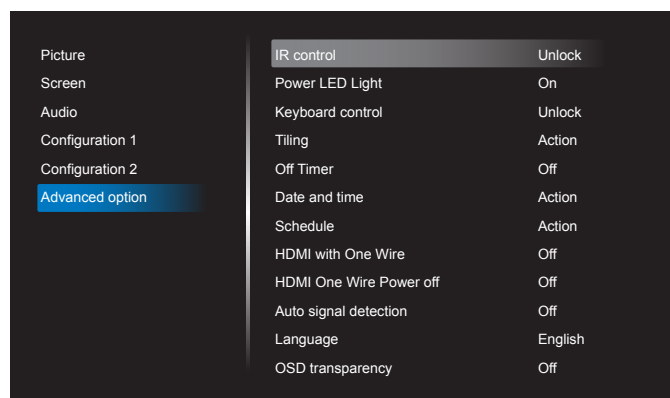 Picture
Screen
Audio
Configuration 1
Configuration 2
Advanced option
IR control Unlock
Power LED Light On
Keyboard control Unlock
Tiling Action
Off Timer Off
Date and time Action
Schedule Action
HDMI with One Wire Off
HDMI One Wire Power off Off
Auto signal detection Off
Language English
OSD transparency Off